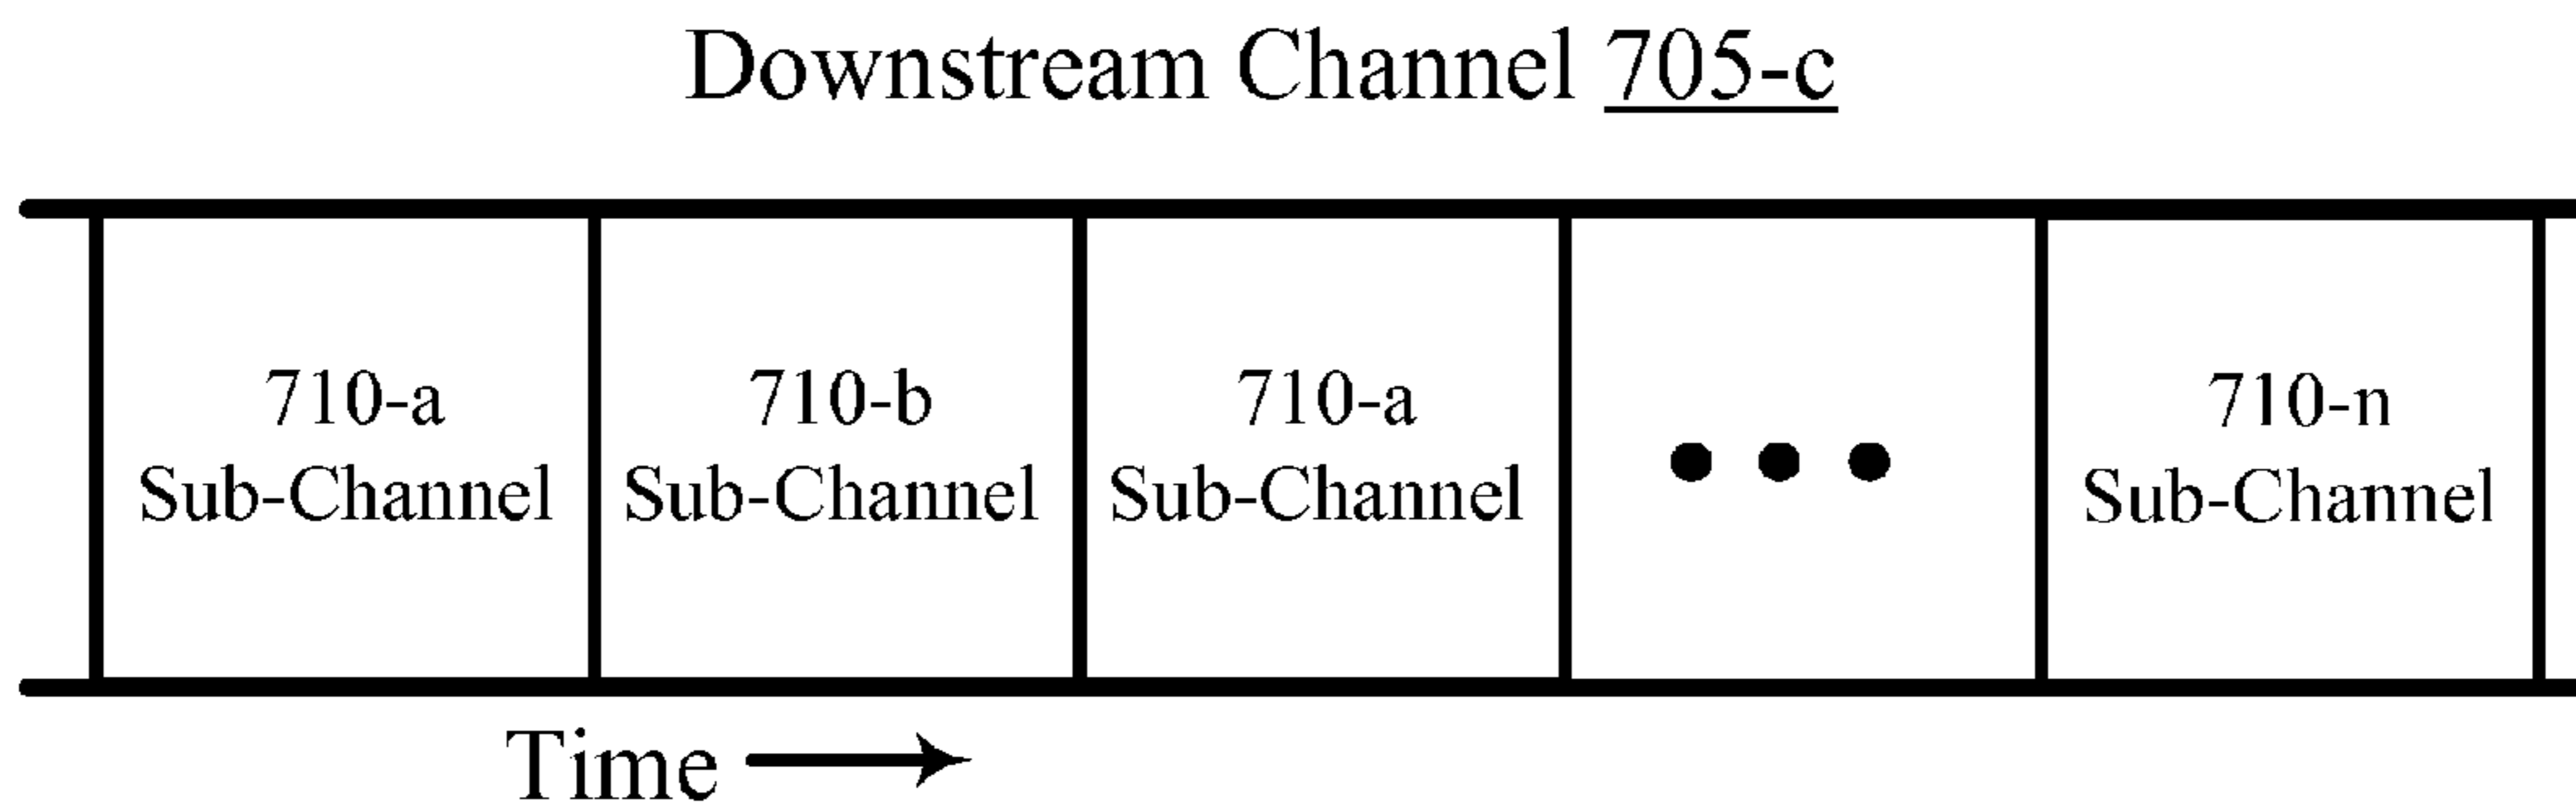 Downstream Channel 705-c
710-a
Sub-Channel
710-b
Sub-Channel
710-a
Sub-Channel
710-n
Sub-Channel
Time